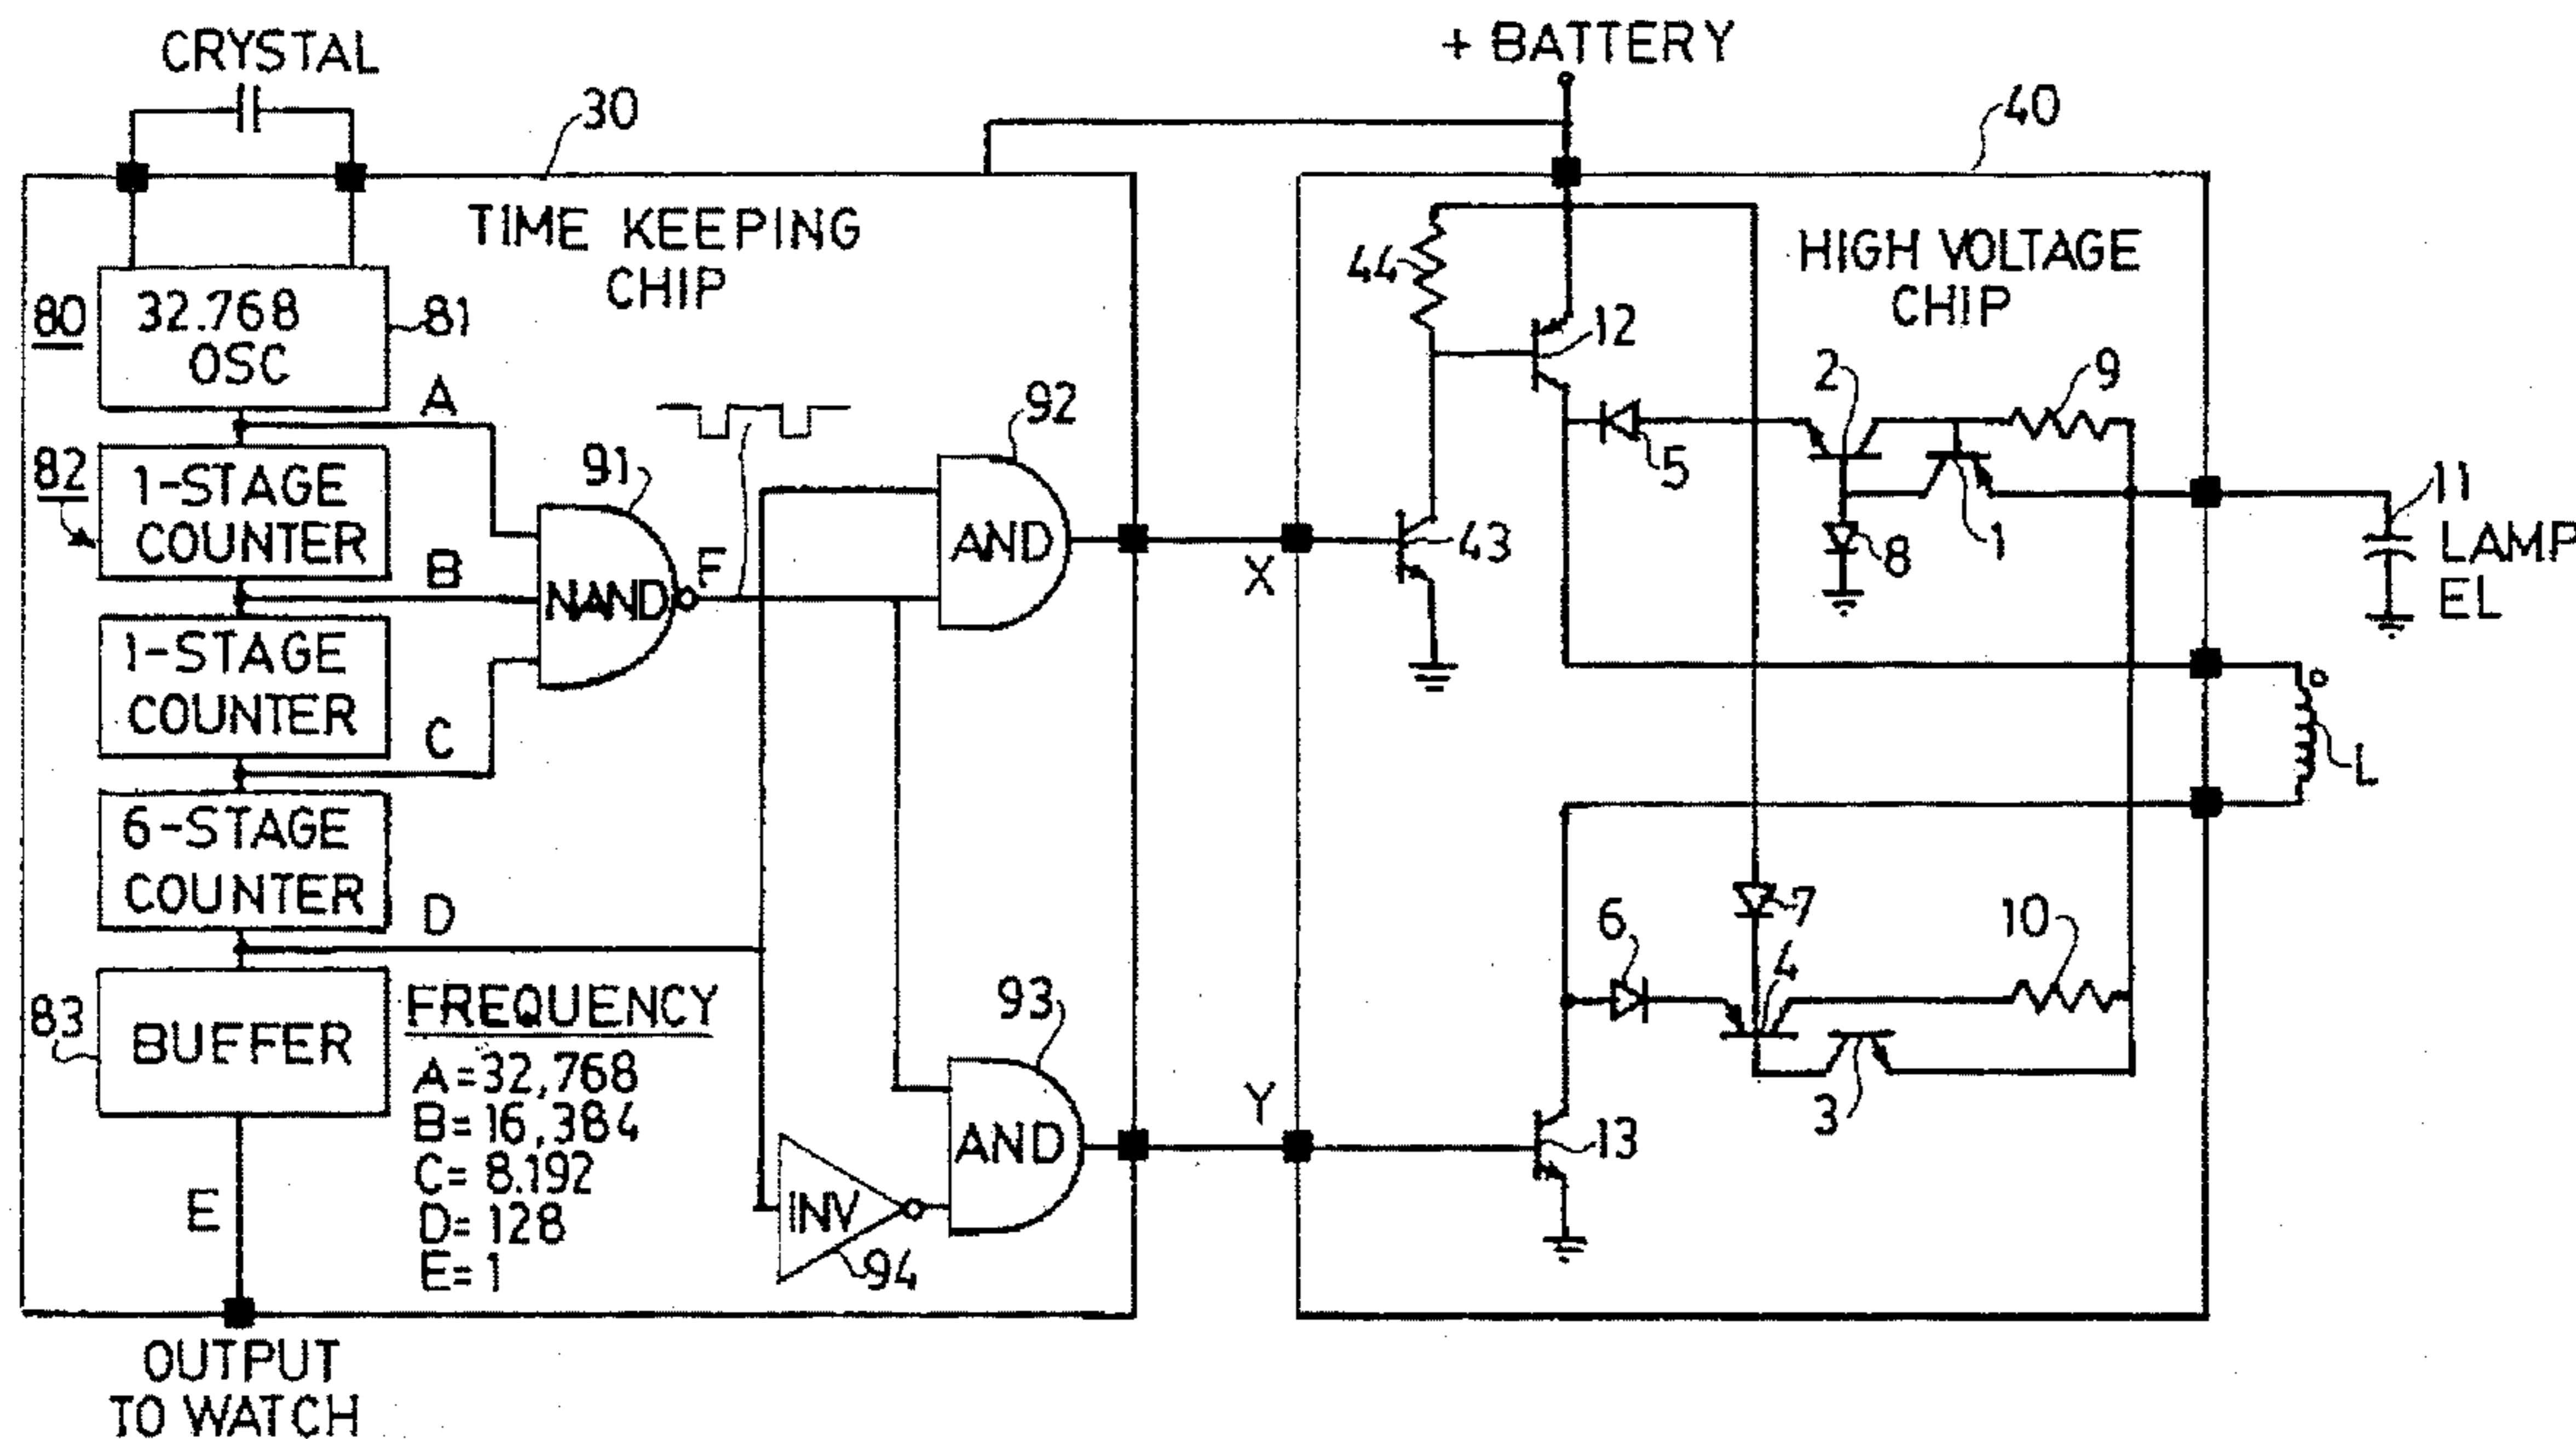 CRYSTAL
+ BATTERY
30
40
TIME KEEPING
CHIP
HIGH VOLTAGE
CHIP
80
32.768
OSC
81
A
82
1-STAGE
COUNTER
B
1-STAGE
COUNTER
C
6-STAGE
COUNTER
D
83
BUFFER
E
OUTPUT
TO WATCH
FREQUENCY
A=32,768
B=16,384
C=8.192
D=128
E=1
91
NAND
F
92
AND
93
AND
INV
94
X
Y
44
12
43
5
2
9
8
1
11
LAMP
EL
L
7
6
4
10
3
13